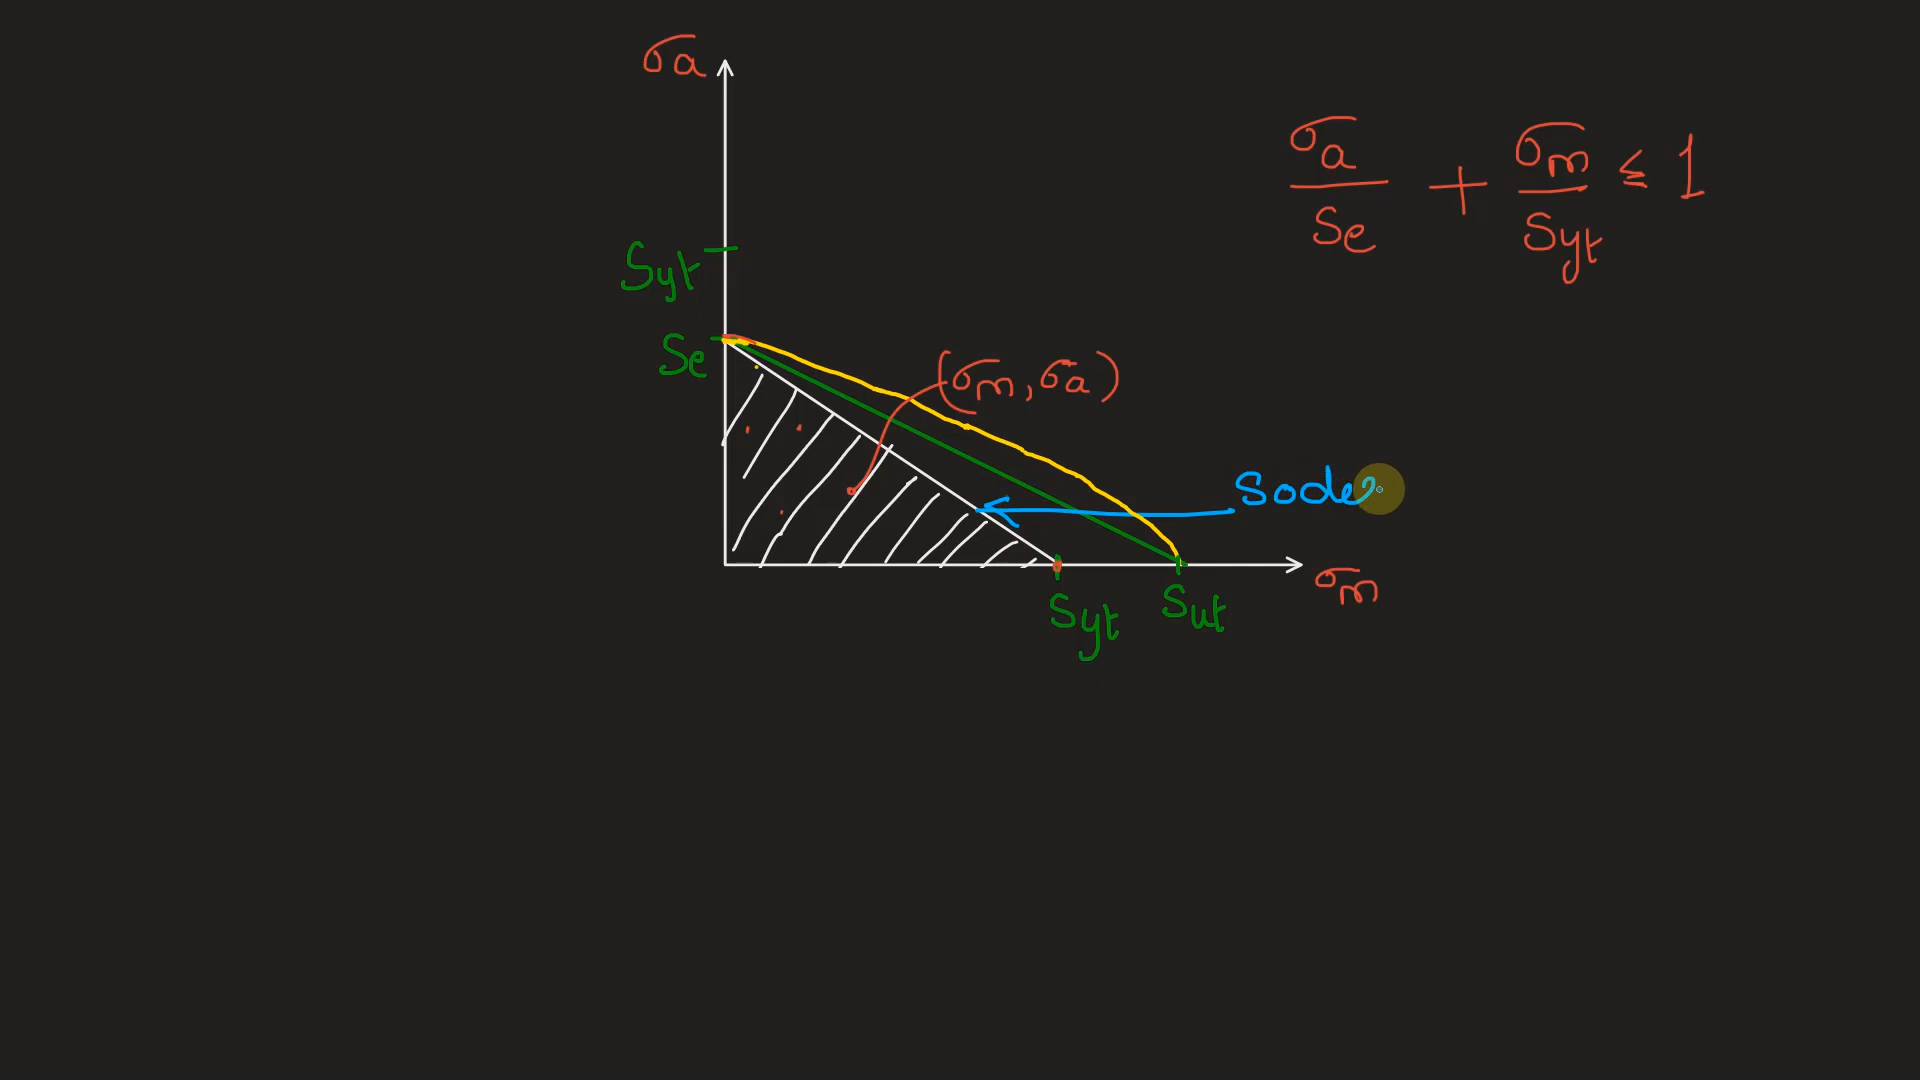 σa
σa/Se + σm/Syt ≤ 1
Syt
Se
(σm, σa)
Sode
σm
Syt
Sut